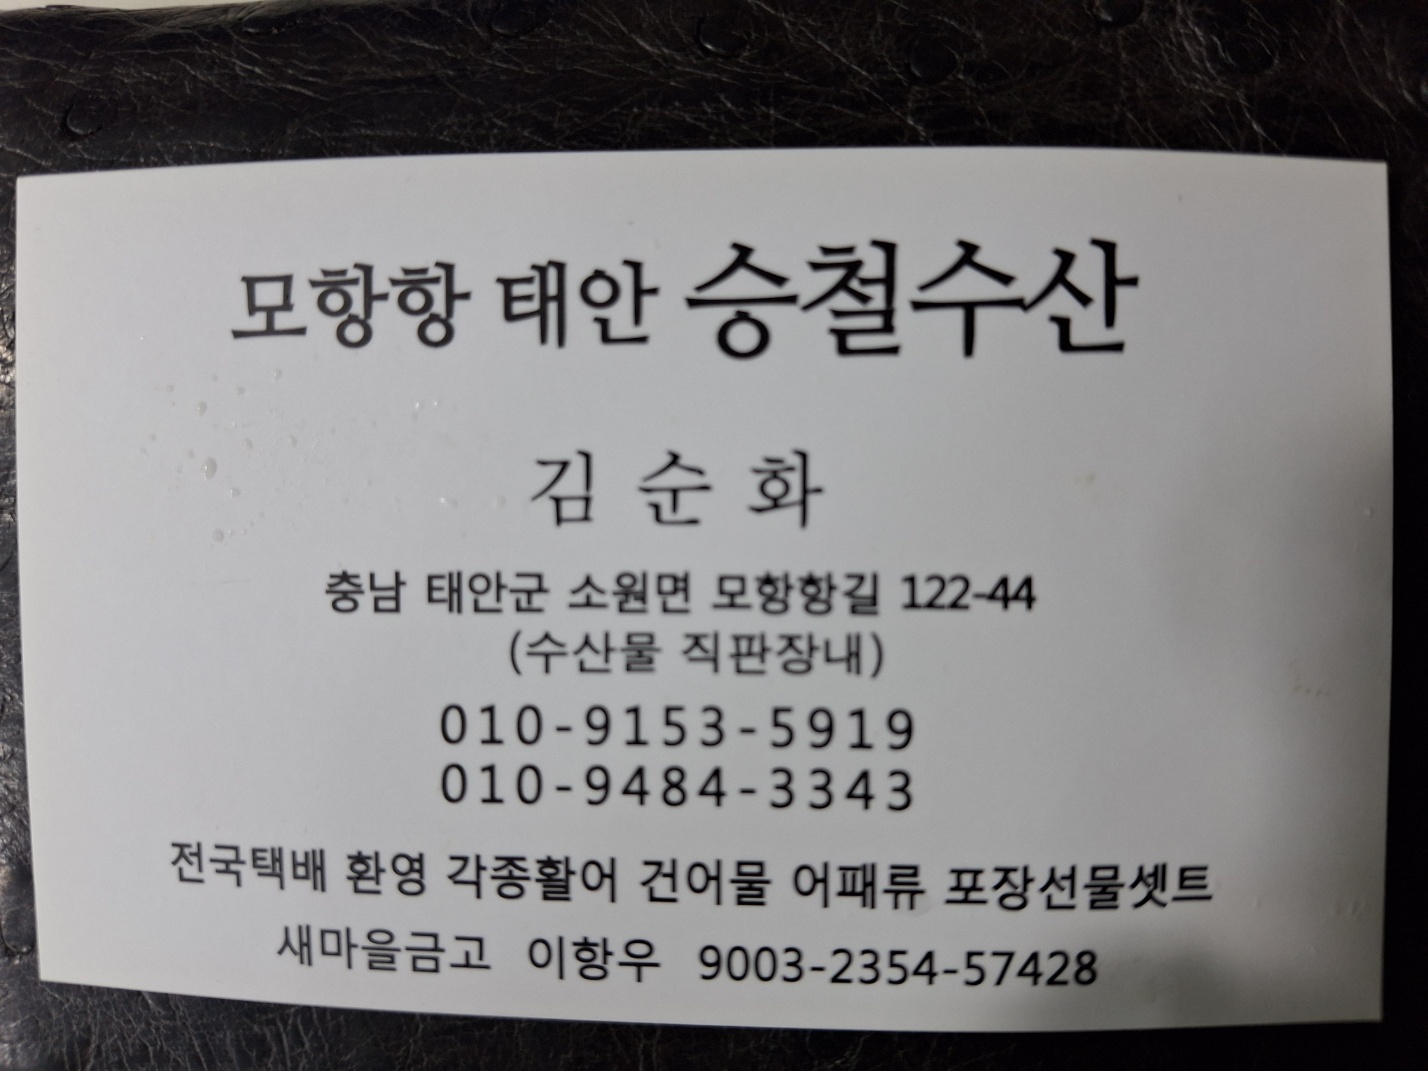 모항항 태안 승철수산
김 순 화
충남 태안군 소원면 모항항길 122-44
(수산물 직판장내)
010-9153-5919
010-9484-3343
전국택배 환영 각종활어 건어물 어패류 포장선물셋트
새마을금고 이항우 9003-2354-57428